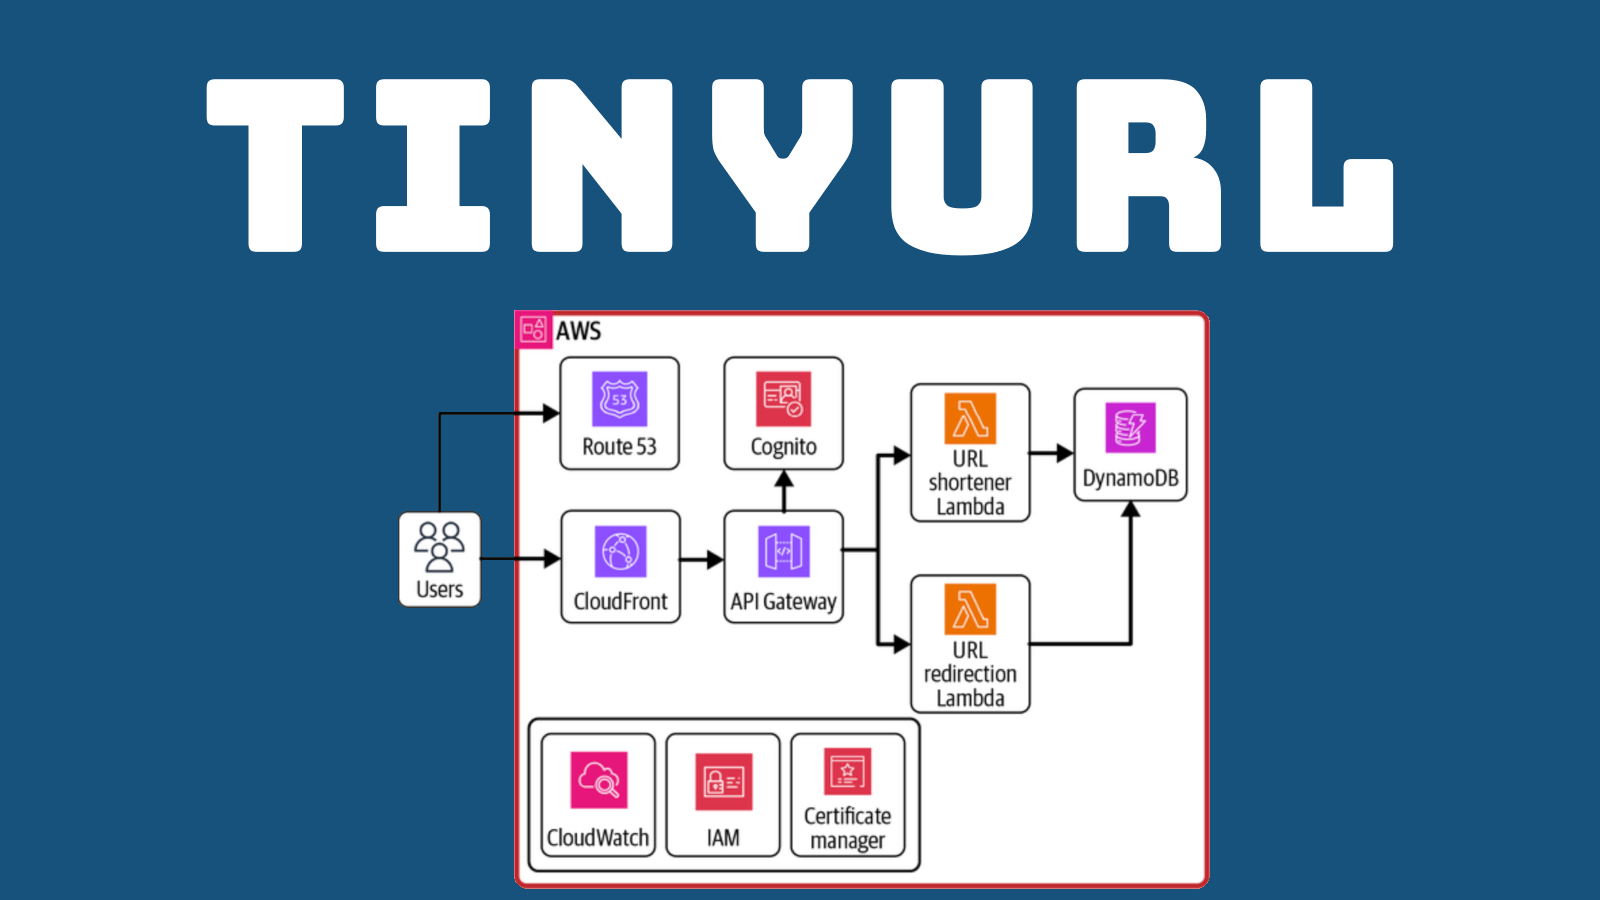 TINYURL
AWS
Route 53
Cognito
URL
shortener
Lambda
DynamoDB
Users
CloudFront
API Gateway
URL
redirection
Lambda
CloudWatch
IAM
Certificate
manager
53